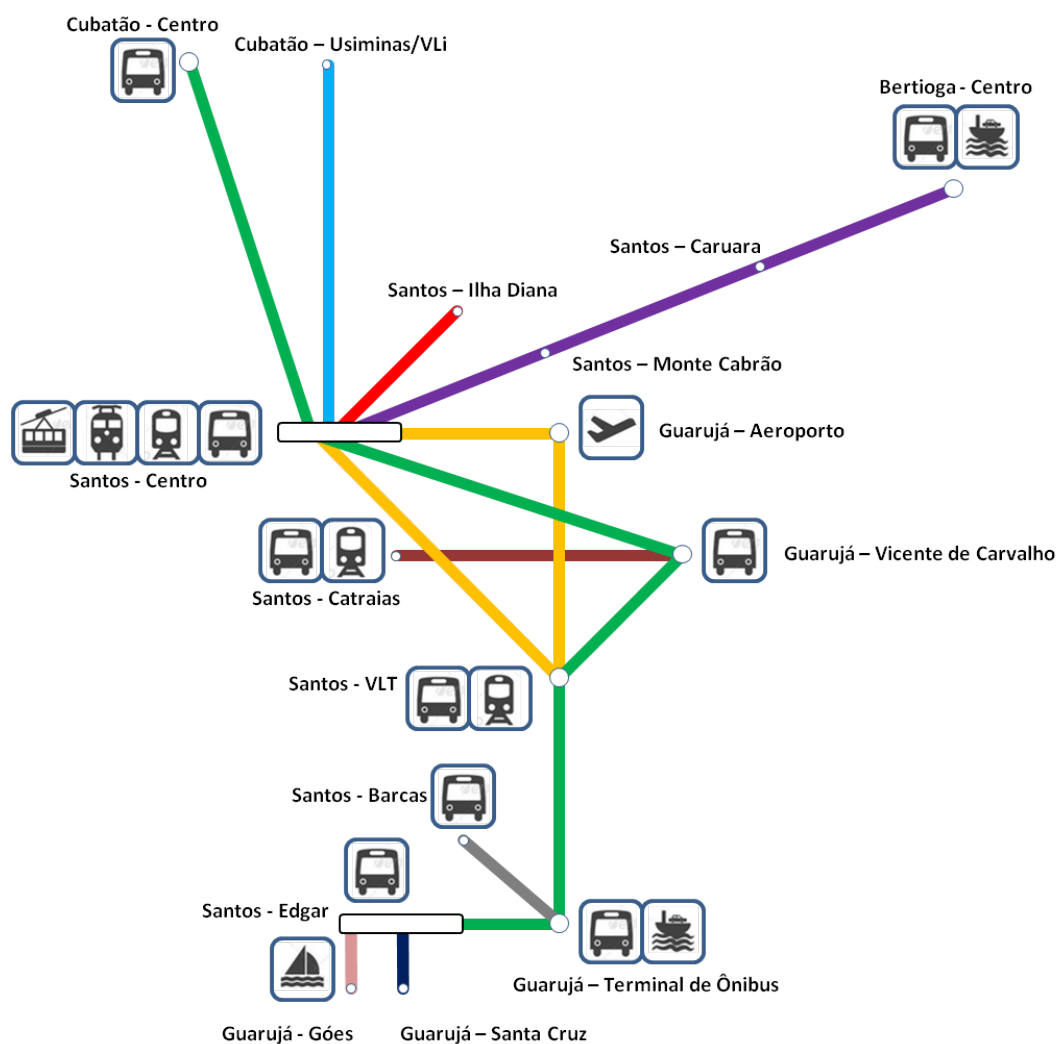 Cubatão - Centro
Cubatão – Usiminas/VLi
Bertioga - Centro
Santos – Caruara
Santos – Ilha Diana
Santos – Monte Cabrão
Guarujá – Aeroporto
Santos - Centro
Guarujá – Vicente de Carvalho
Santos - Catraias
Santos - VLT
Santos - Barcas
Santos - Edgar
Guarujá – Terminal de Ônibus
Guarujá - Góes
Guarujá – Santa Cruz